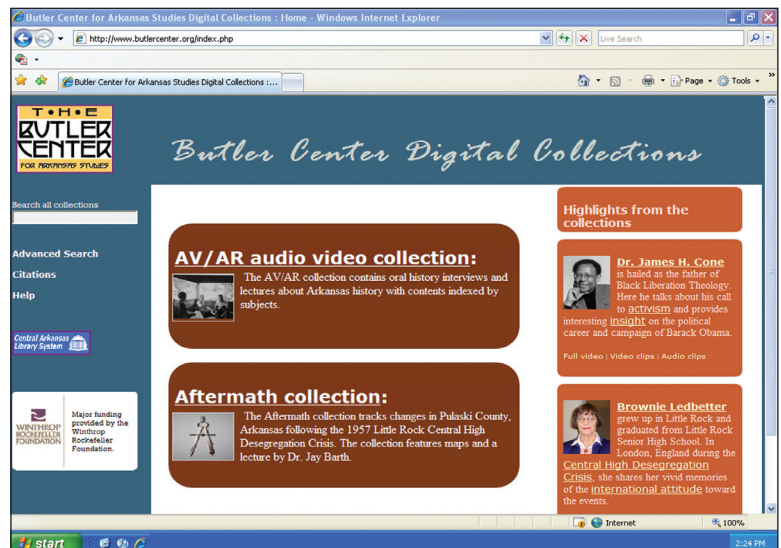 Butler Center for Arkansas Studies Digital Collections : Home - Windows Internet Explorer
http://www.butlercenter.org/index.php
Live Search
Butler Center for Arkansas Studies Digital Collections :...
Page
Tools
»
T•H•E
BUTLER
CENTER
FOR ARKANSAS STUDIES
Butler Center Digital Collections
Search all collections
Advanced Search
Citations
Help
Central Arkansas
Library System
WINTHROP
ROCKEFELLER
FOUNDATION
Major funding
provided by the
Winthrop
Rockefeller
Foundation.
AV/AR audio video collection:
The AV/AR collection contains oral history interviews and
lectures about Arkansas history with contents indexed by
subjects.
Aftermath collection:
The Aftermath collection tracks changes in Pulaski County,
Arkansas following the 1957 Little Rock Central High
Desegregation Crisis. The collection features maps and a
lecture by Dr. Jay Barth.
Highlights from the
collections
Dr. James H. Cone
is hailed as the father of
Black Liberation Theology.
Here he talks about his call
to activism and provides
interesting insight on the political
career and campaign of Barack Obama.
Full video | Video clips | Audio clips
Brownie Ledbetter
grew up in Little Rock and
graduated from Little Rock
Senior High School. In
London, England during the
Central High Desegregation
Crisis, she shares her vivid memories
of the international attitude toward
the events.
Internet
100%
start
2:24 PM